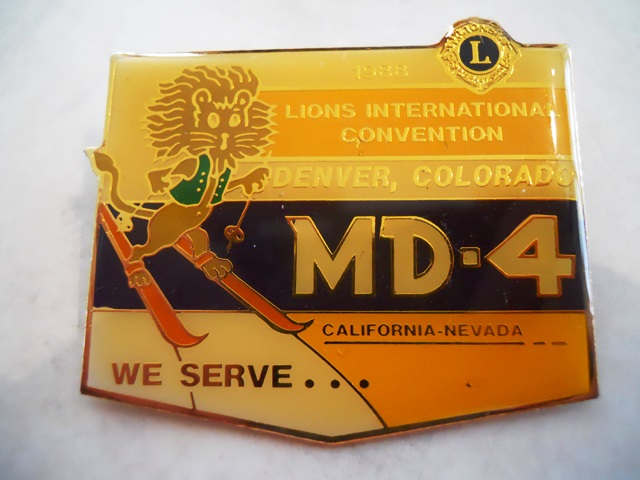 L
1988
LIONS INTERNATIONAL
CONVENTION
DENVER, COLORADO
MD-4
CALIFORNIA-NEVADA
WE SERVE...